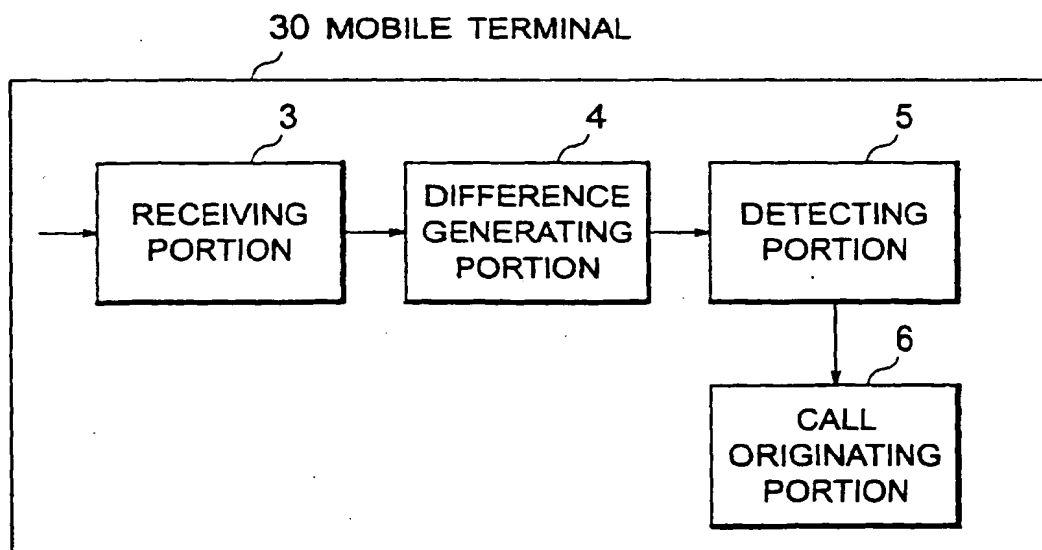 30 MOBILE TERMINAL
3
RECEIVING
PORTION
4
DIFFERENCE
GENERATING
PORTION
5
DETECTING
PORTION
6
CALL
ORIGINATING
PORTION